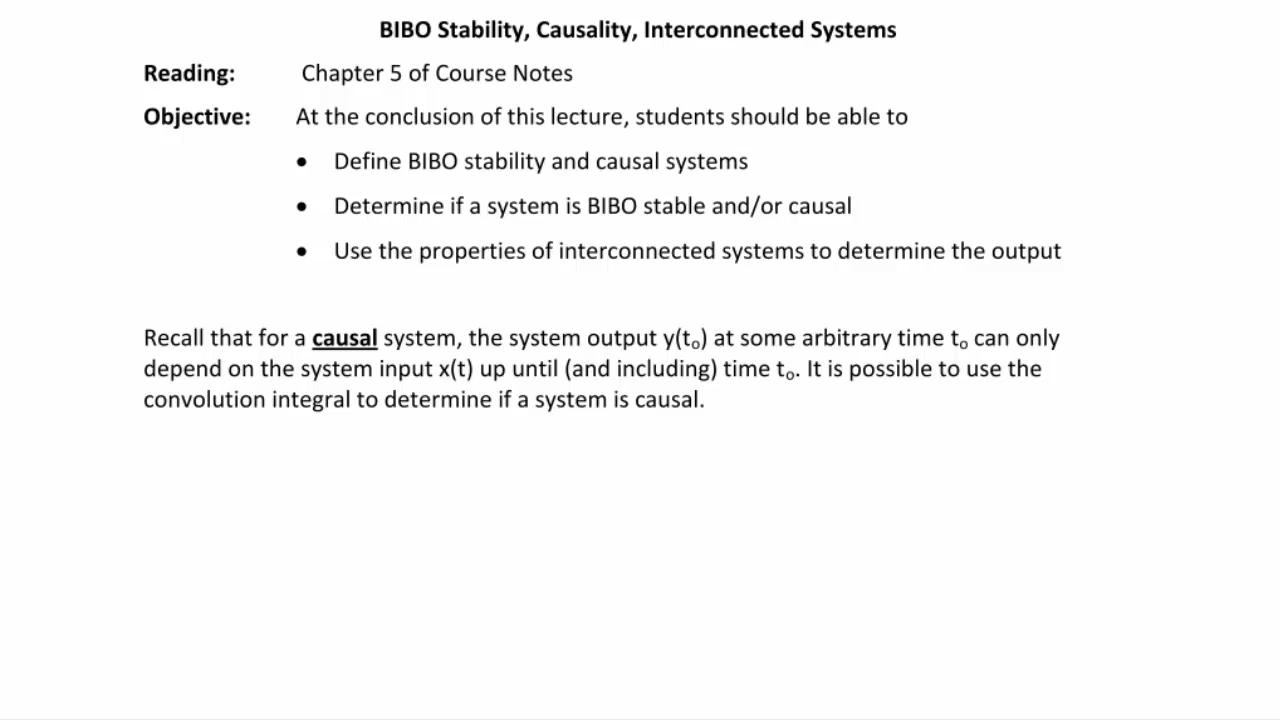 BIBO Stability, Causality, Interconnected Systems
Reading: Chapter 5 of Course Notes
Objective: At the conclusion of this lecture, students should be able to
• Define BIBO stability and causal systems
• Determine if a system is BIBO stable and/or causal
• Use the properties of interconnected systems to determine the output
Recall that for a causal system, the system output y(tₒ) at some arbitrary time tₒ can only
depend on the system input x(t) up until (and including) time tₒ. It is possible to use the
convolution integral to determine if a system is causal.